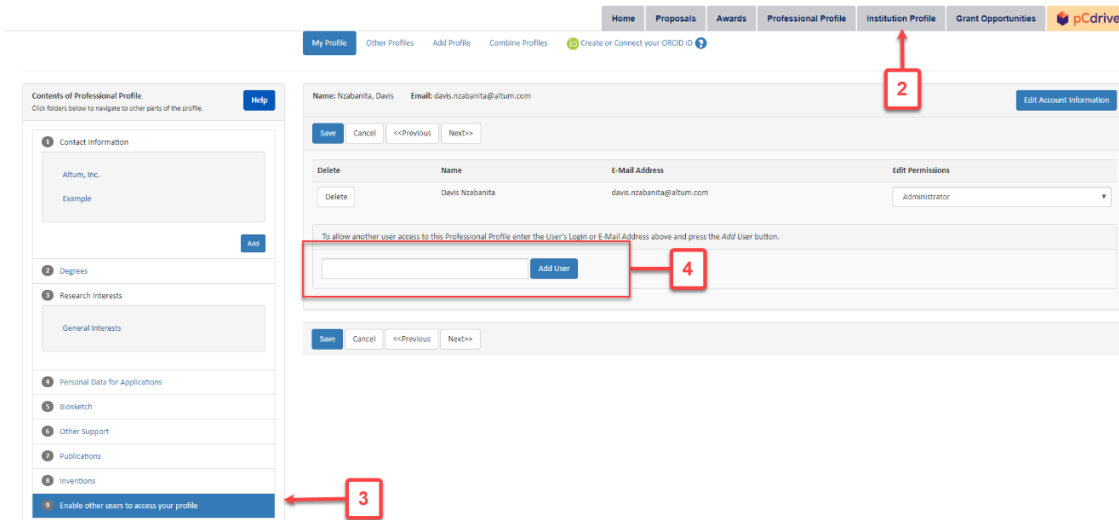 Home Proposals Awards Professional Profile Institution Profile Grant Opportunities pCdrive
My Profile Other Profiles Add Profile Combine Profiles iD Create or Connect your ORCID iD ?
2
Contents of Professional Profile
Click folders below to navigate to other parts of the profile.
Help
Name: Nzabanita, Davis Email: davis.nzabanita@altum.com
Edit Account Information
1 Contact Information
Altum, Inc.
Example
Add
2 Degrees
3 Research Interests
General Interests
4 Personal Data for Applications
5 Biosketch
6 Other Support
7 Publications
8 Inventions
9 Enable other users to access your profile
3
Save Cancel <<Previous Next>>
Delete Name E-Mail Address Edit Permissions
Delete Davis Nzabanita davis.nzabanita@altum.com Administrator
To allow another user access to this Professional Profile enter the User's Login or E-Mail Address above and press the Add User button.
Add User
4
Save Cancel <<Previous Next>>